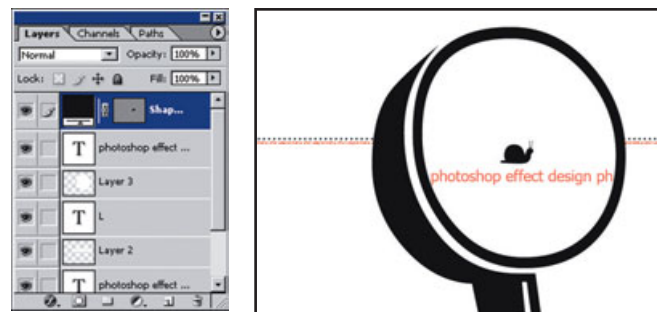 Layers Channels Paths
Normal Opacity: 100%
Lock: Fill: 100%
Shap...
T photoshop effect ...
Layer 3
T L
Layer 2
T photoshop effect ...
photoshop effect design ph